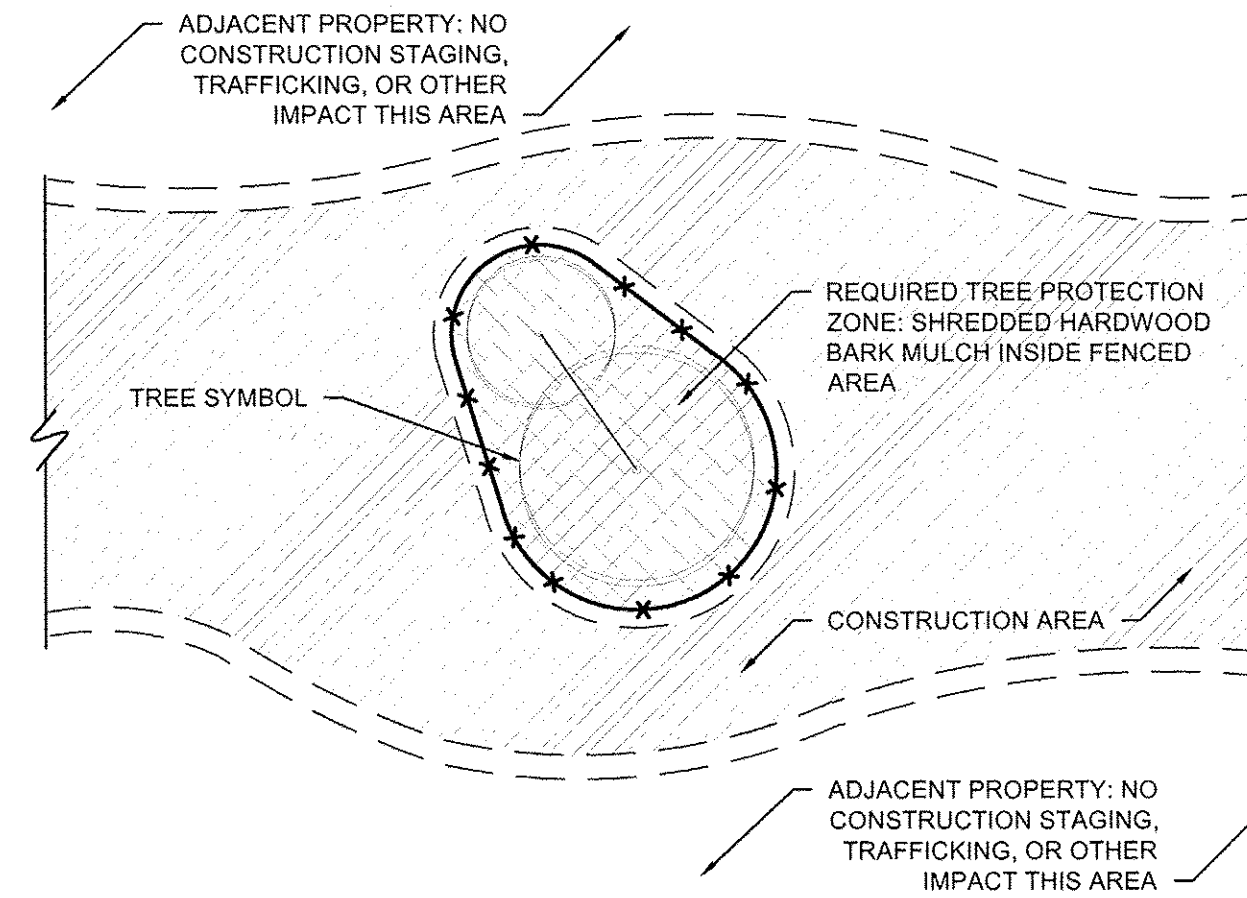 ADJACENT PROPERTY: NO
CONSTRUCTION STAGING,
TRAFFICKING, OR OTHER
IMPACT THIS AREA
REQUIRED TREE PROTECTION
ZONE: SHREDDED HARDWOOD
BARK MULCH INSIDE FENCED
AREA
TREE SYMBOL
CONSTRUCTION AREA
ADJACENT PROPERTY: NO
CONSTRUCTION STAGING,
TRAFFICKING, OR OTHER
IMPACT THIS AREA